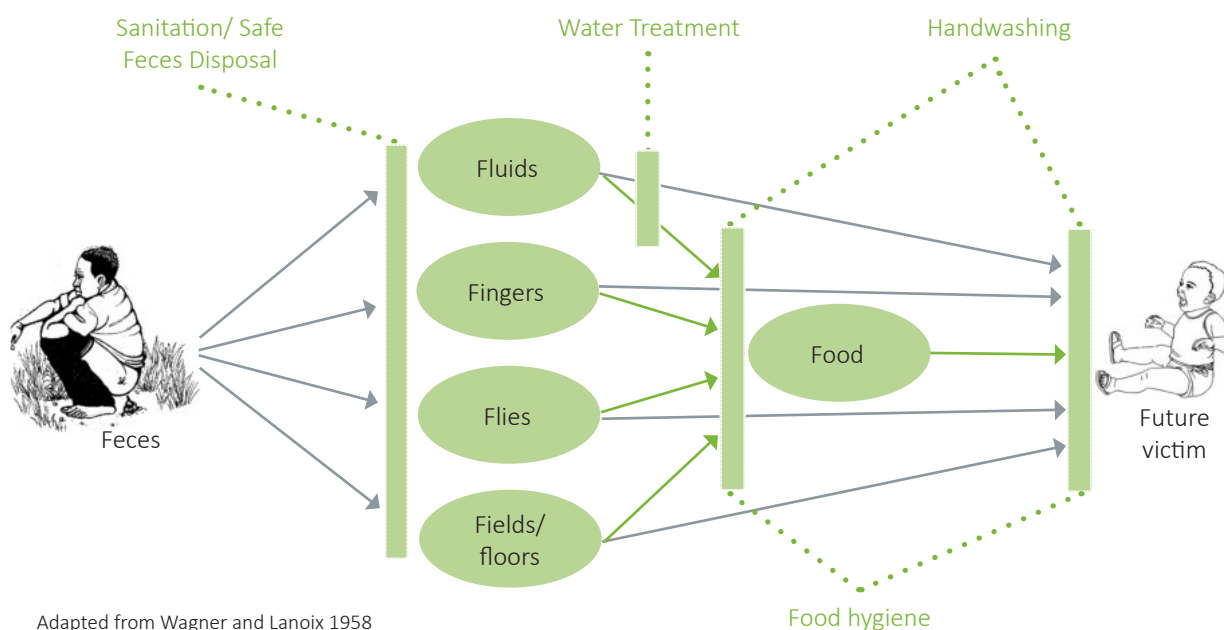 Sanitation/ Safe
Feces Disposal
Water Treatment
Handwashing
Fluids
Fingers
Flies
Fields/
floors
Food
Feces
Future
victim
Food hygiene
Adapted from Wagner and Lanoix 1958